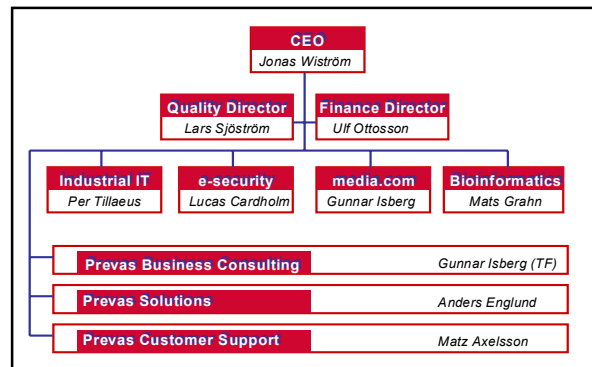 CEO
Jonas Wiström
Quality Director
Lars Sjöström
Finance Director
Ulf Ottosson
Industrial IT
Per Tillaeus
e-security
Lucas Cardholm
media.com
Gunnar Isberg
Bioinformatics
Mats Grahn
Prevas Business Consulting Gunnar Isberg (TF)
Prevas Solutions Anders Englund
Prevas Customer Support Matz Axelsson